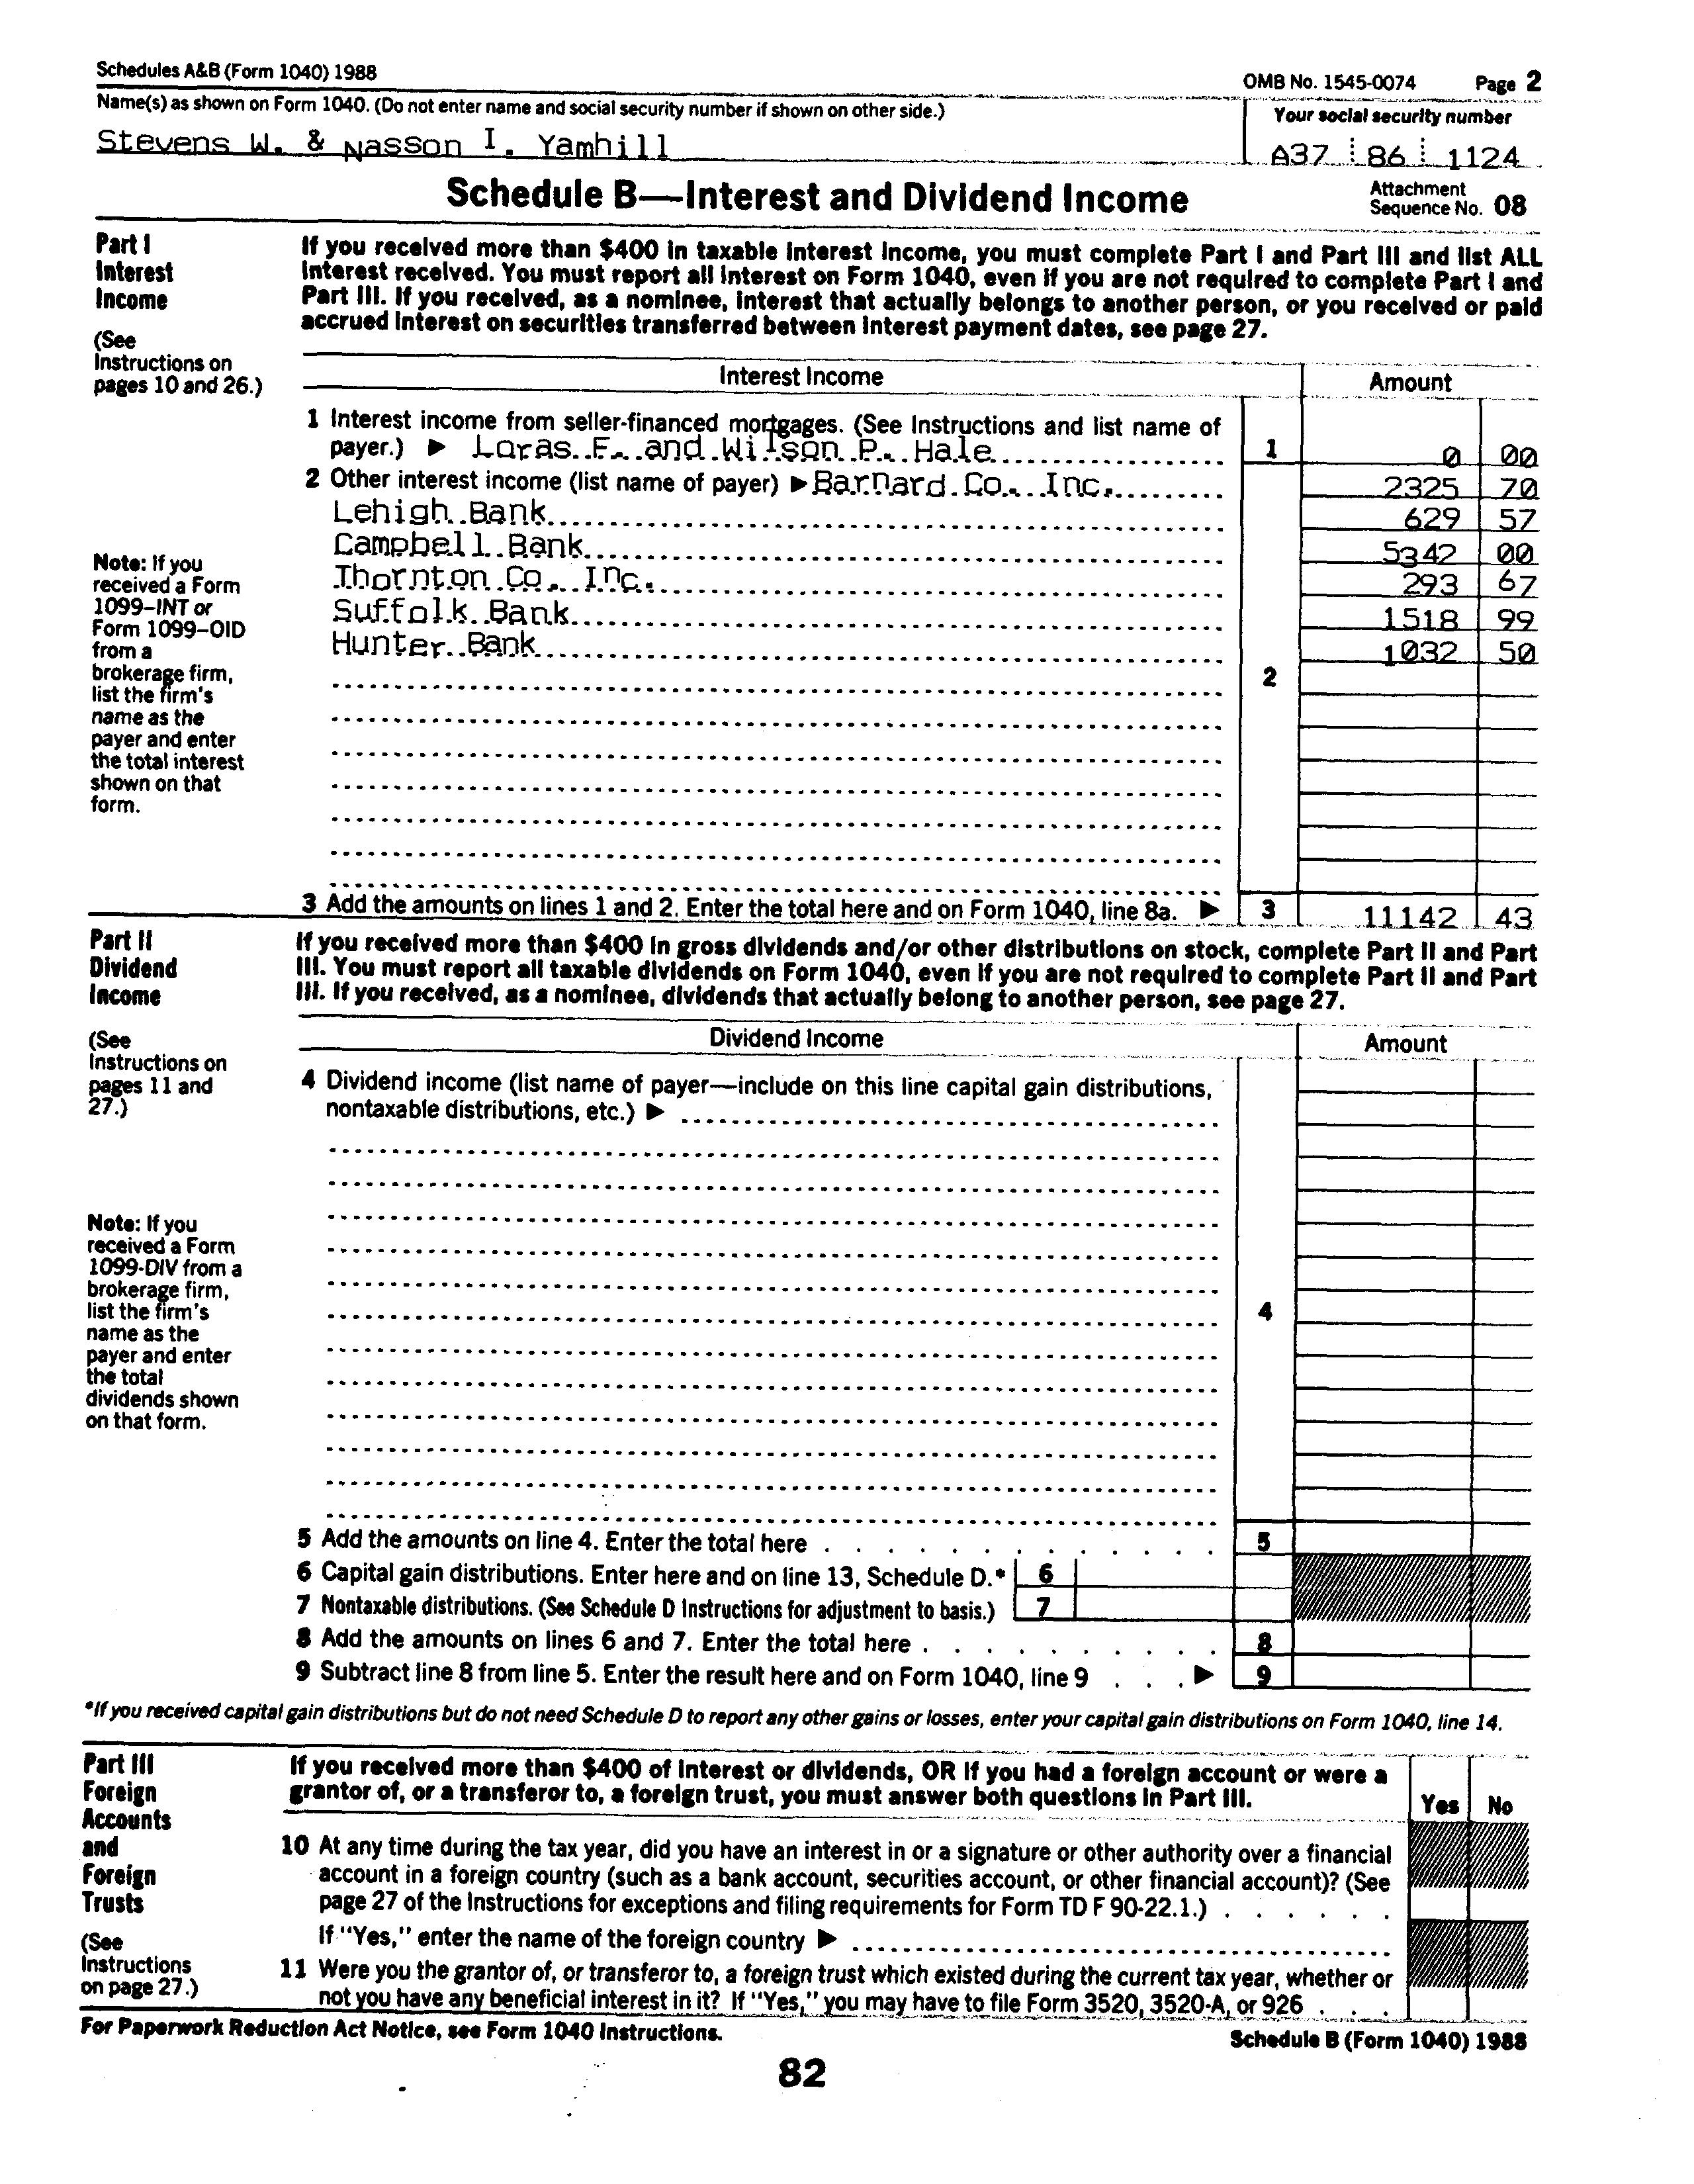 Schedules A&B (Form 1040) 1988
OMB No. 1545-0074 Page 2
Name(s) as shown on Form 1040. (Do not enter name and social security number if shown on other side.)
Your social security number
Stevens W. & Nasson I. Yamhill
A37 86 1124
Schedule B—Interest and Dividend Income
Attachment
Sequence No. 08
Part I
Interest
Income
(See
Instructions on
pages 10 and 26.)
If you received more than $400 in taxable interest income, you must complete Part I and Part III and list ALL
interest received. You must report all interest on Form 1040, even if you are not required to complete Part I and
Part III. If you received, as a nominee, interest that actually belongs to another person, or you received or paid
accrued interest on securities transferred between interest payment dates, see page 27.
Interest Income Amount
1 Interest income from seller-financed mortgages. (See Instructions and list name of
payer.) ▶ Loras F. and Wilson P. Hale 1 0 00
2 Other interest income (list name of payer) ▶ Barnard Co. Inc. 2325 70
Lehigh Bank 629 57
Campbell Bank 5342 00
Thornton Co. Inc. 293 67
Suffolk Bank 1518 99
Hunter Bank 1032 50
2
Note: If you
received a Form
1099–INT or
Form 1099–OID
from a
brokerage firm,
list the firm's
name as the
payer and enter
the total interest
shown on that
form.
3 Add the amounts on lines 1 and 2. Enter the total here and on Form 1040, line 8a. ▶ 3 11142 43
Part II
Dividend
Income
(See
Instructions on
pages 11 and
27.)
If you received more than $400 in gross dividends and/or other distributions on stock, complete Part II and Part
III. You must report all taxable dividends on Form 1040, even if you are not required to complete Part II and Part
III. If you received, as a nominee, dividends that actually belong to another person, see page 27.
Dividend Income Amount
4 Dividend income (list name of payer—include on this line capital gain distributions,
nontaxable distributions, etc.) ▶
4
Note: If you
received a Form
1099-DIV from a
brokerage firm,
list the firm's
name as the
payer and enter
the total
dividends shown
on that form.
5 Add the amounts on line 4. Enter the total here 5
6 Capital gain distributions. Enter here and on line 13, Schedule D.* 6
7 Nontaxable distributions. (See Schedule D Instructions for adjustment to basis.) 7
8 Add the amounts on lines 6 and 7. Enter the total here 8
9 Subtract line 8 from line 5. Enter the result here and on Form 1040, line 9 ▶ 9
*If you received capital gain distributions but do not need Schedule D to report any other gains or losses, enter your capital gain distributions on Form 1040, line 14.
Part III
Foreign
Accounts
and
Foreign
Trusts
(See
Instructions
on page 27.)
If you received more than $400 of interest or dividends, OR if you had a foreign account or were a
grantor of, or a transferor to, a foreign trust, you must answer both questions in Part III.
Yes No
10 At any time during the tax year, did you have an interest in or a signature or other authority over a financial
account in a foreign country (such as a bank account, securities account, or other financial account)? (See
page 27 of the Instructions for exceptions and filing requirements for Form TD F 90-22.1.)
If "Yes," enter the name of the foreign country ▶
11 Were you the grantor of, or transferor to, a foreign trust which existed during the current tax year, whether or
not you have any beneficial interest in it? If "Yes," you may have to file Form 3520, 3520-A, or 926
For Paperwork Reduction Act Notice, see Form 1040 Instructions.
Schedule B (Form 1040) 1988
82